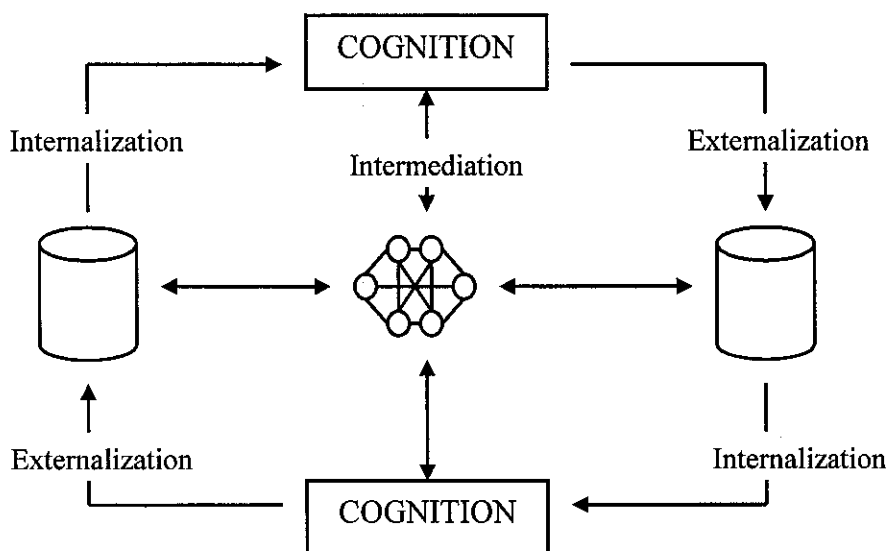 COGNITION
Internalization
Externalization
Intermediation
Externalization
Internalization
COGNITION